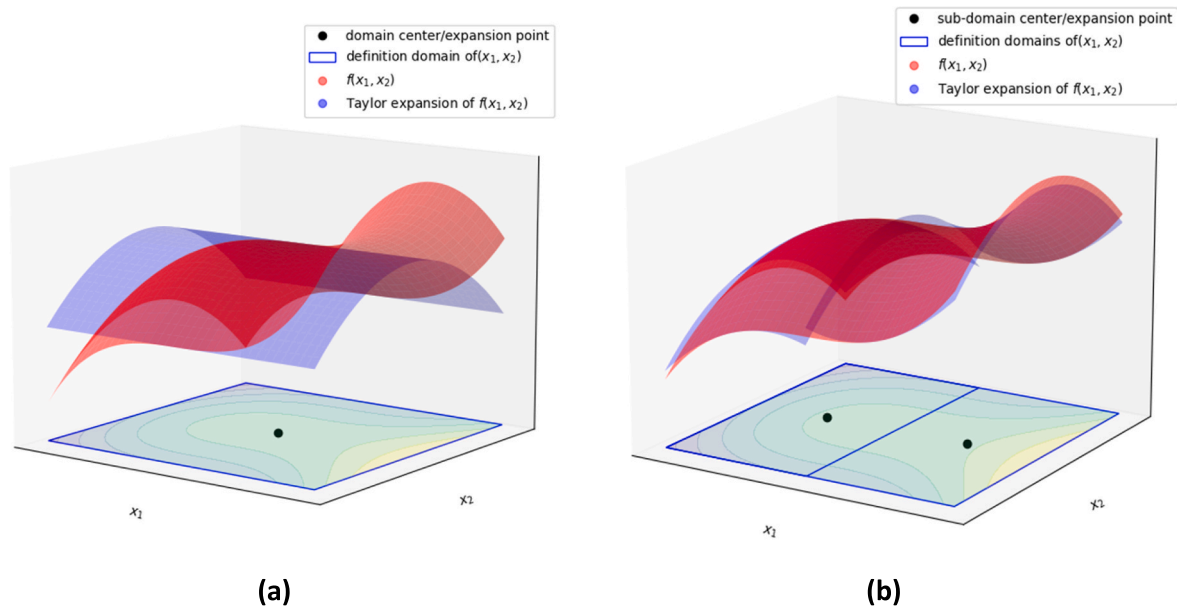 domain center/expansion point
definition domain of(x₁, x₂)
f(x₁, x₂)
Taylor expansion of f(x₁, x₂)
x₁
x₂
(a)
sub-domain center/expansion point
definition domains of(x₁, x₂)
f(x₁, x₂)
Taylor expansion of f(x₁, x₂)
x₁
x₂
(b)